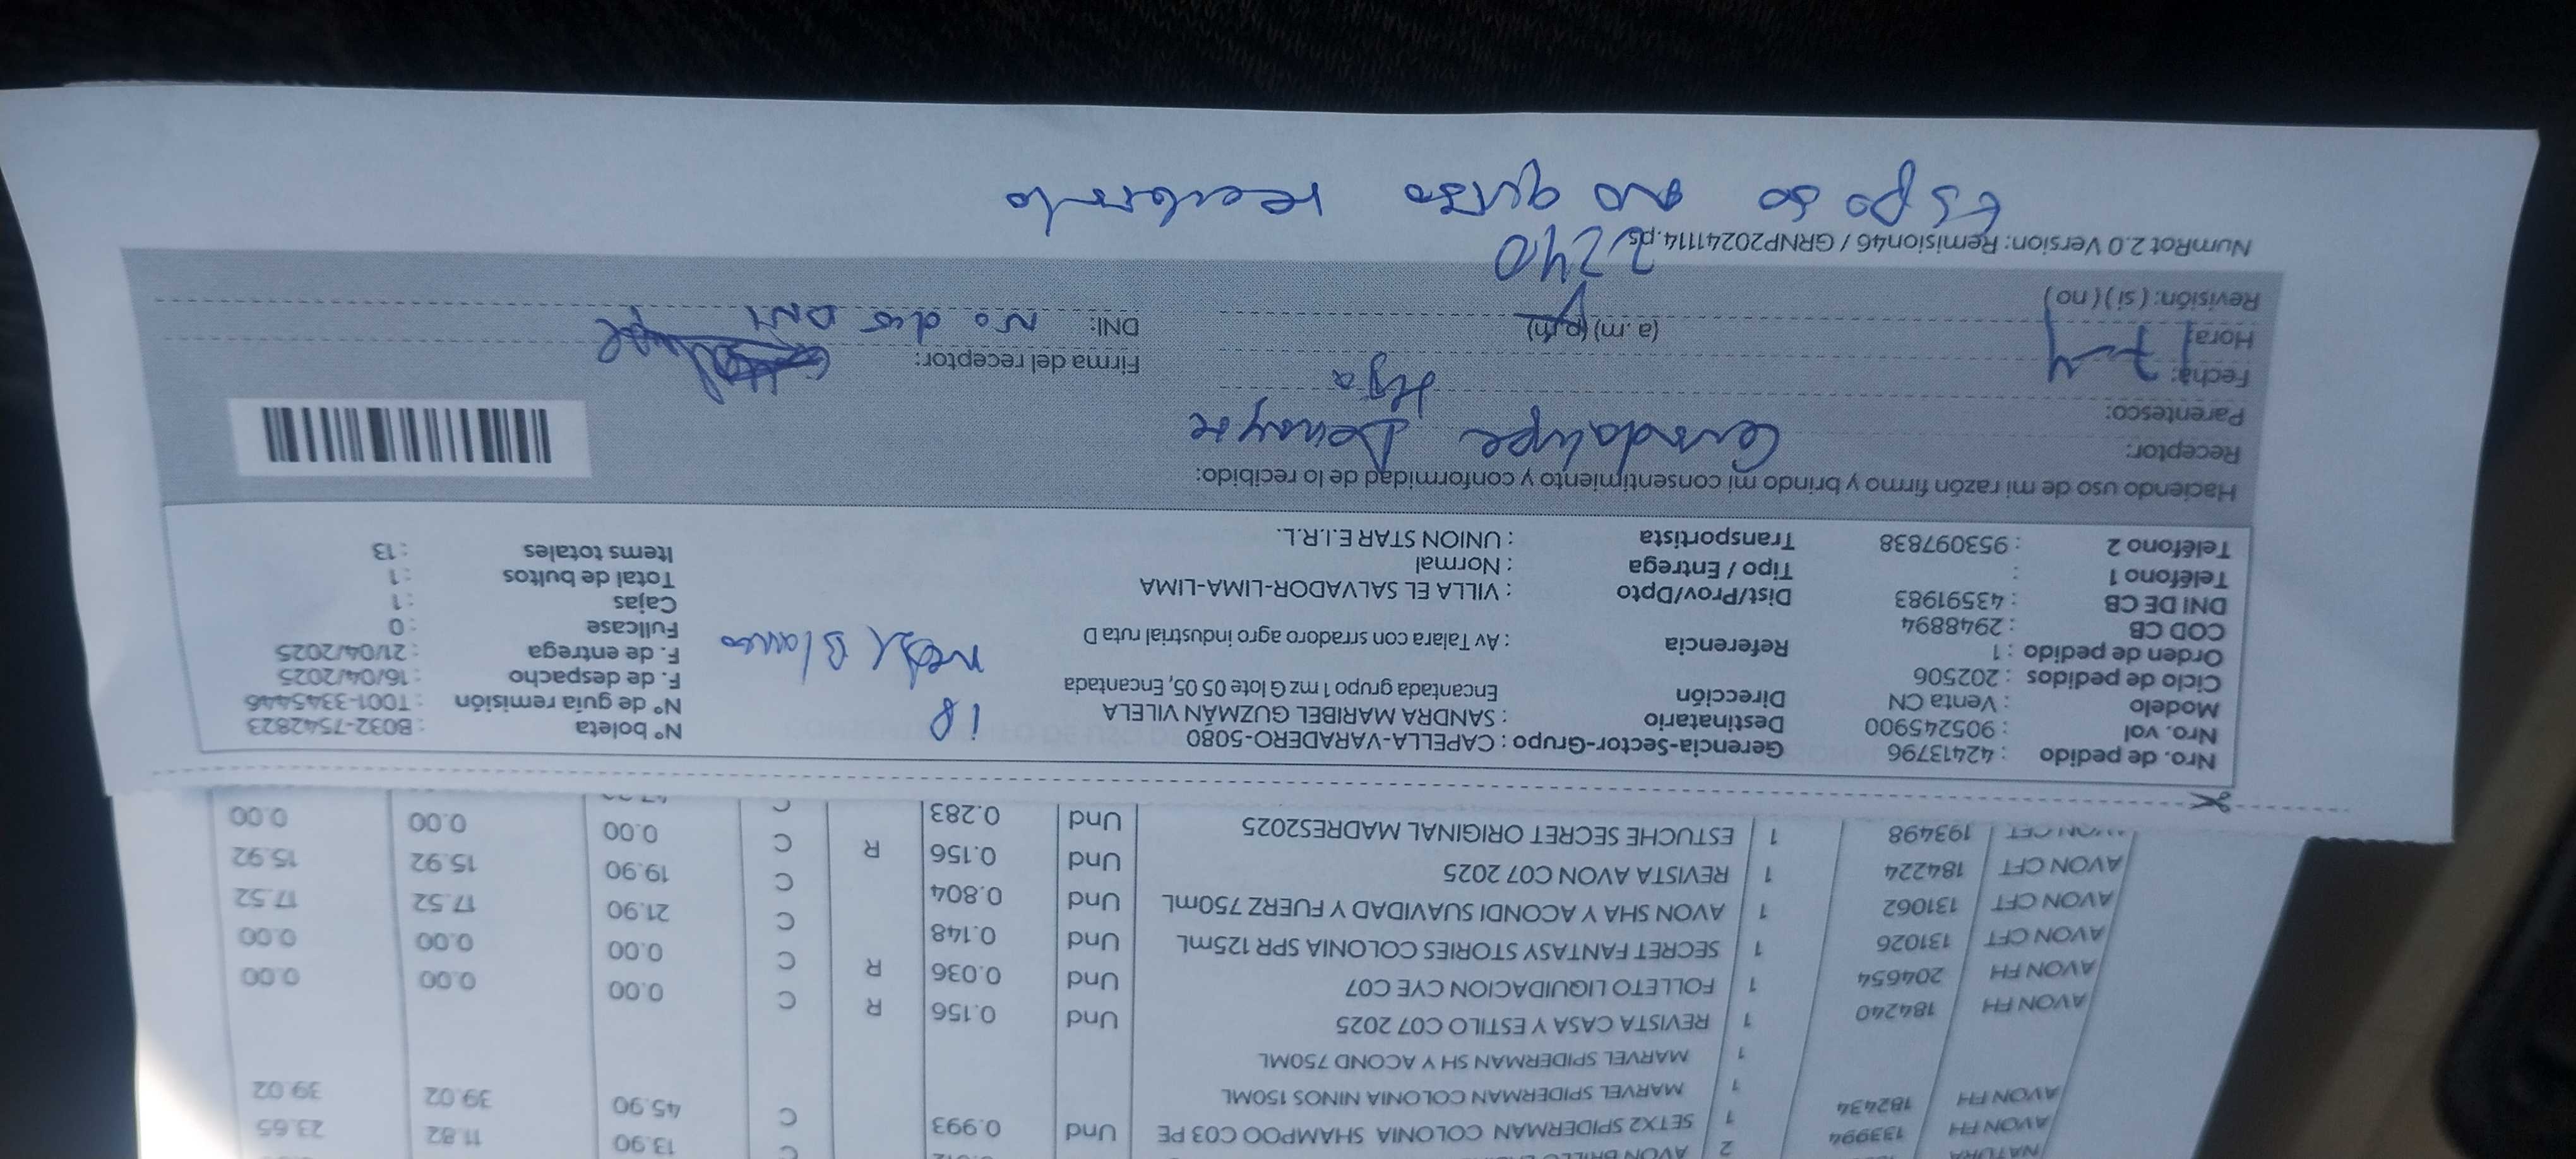 NATURA
2
AVON FH 133994 1 SETX2 SPIDERMAN COLONIA SHAMPOO C03 PE Und 0.993 C 13.90 11.82 23.65
AVON FH 182434 1 MARVEL SPIDERMAN COLONIA NINOS 150ML C 45.90 39.02 39.02
1 MARVEL SPIDERMAN SH Y ACOND 750ML
AVON FH 184240 1 REVISTA CASA Y ESTILO C07 2025 Und 0.156 R C 0.00 0.00 0.00
AVON FH 204654 1 FOLLETO LIQUIDACION CYE C07 Und 0.036 R C 0.00 0.00 0.00
AVON CFT 131026 1 SECRET FANTASY STORIES COLONIA SPR 125mL Und 0.148 C 21.90 17.52 17.52
AVON CFT 131062 1 AVON SHA Y ACONDI SUAVIDAD Y FUERZ 750mL Und 0.804 C 19.90 15.92 15.92
AVON CFT 184224 1 REVISTA AVON C07 2025 Und 0.156 R C 0.00 0.00 0.00
AVON CFT 193498 1 ESTUCHE SECRET ORIGINAL MADRES2025 Und 0.283 C
Nro. de pedido : 42413796 Gerencia-Sector-Grupo : CAPELLA-VARADERO-5080 18 N° boleta : B032-7542823
Nro. vol : 905245900 Destinatario : SANDRA MARIBEL GUZMÁN VILELA N° de guia remisión : T001-33454446
Modelo : Venta CN Dirección Encantada grupo 1 mz G lote 05 05, Encantada F. de despacho : 16/04/2025
Ciclo de pedidos : 202506 F. de entrega : 21/04/2025
Orden de pedido : 1 Referencia : Av Talara con srradoro agro industrial ruta D Blanco Fullcase : 0
COD CB : 2948894 Cajas : 1
DNI DE CB : 43591983 Dist/Prov/Dpto : VILLA EL SALVADOR-LIMA-LIMA Total de bultos : 1
Teléfono 1 : Tipo / Entrega : Normal Items totales : 13
Teléfono 2 : 953097838 Transportista : UNION STAR E.I.R.L.
Haciendo uso de mi razón firmo y brindo mi consentimiento y conformidad de lo recibido:
Receptor: Guadalupe
Parentesco: Hija
Fecha: 17-4 Firma del receptor:
Hora: (a.m) (p.m) DNI: No dio DNI
Revisión: (si) (no)
2240
NumRot 2.0 Version: Remision46 / GRNP20241114.ps
Esposo no quiso recibirlo